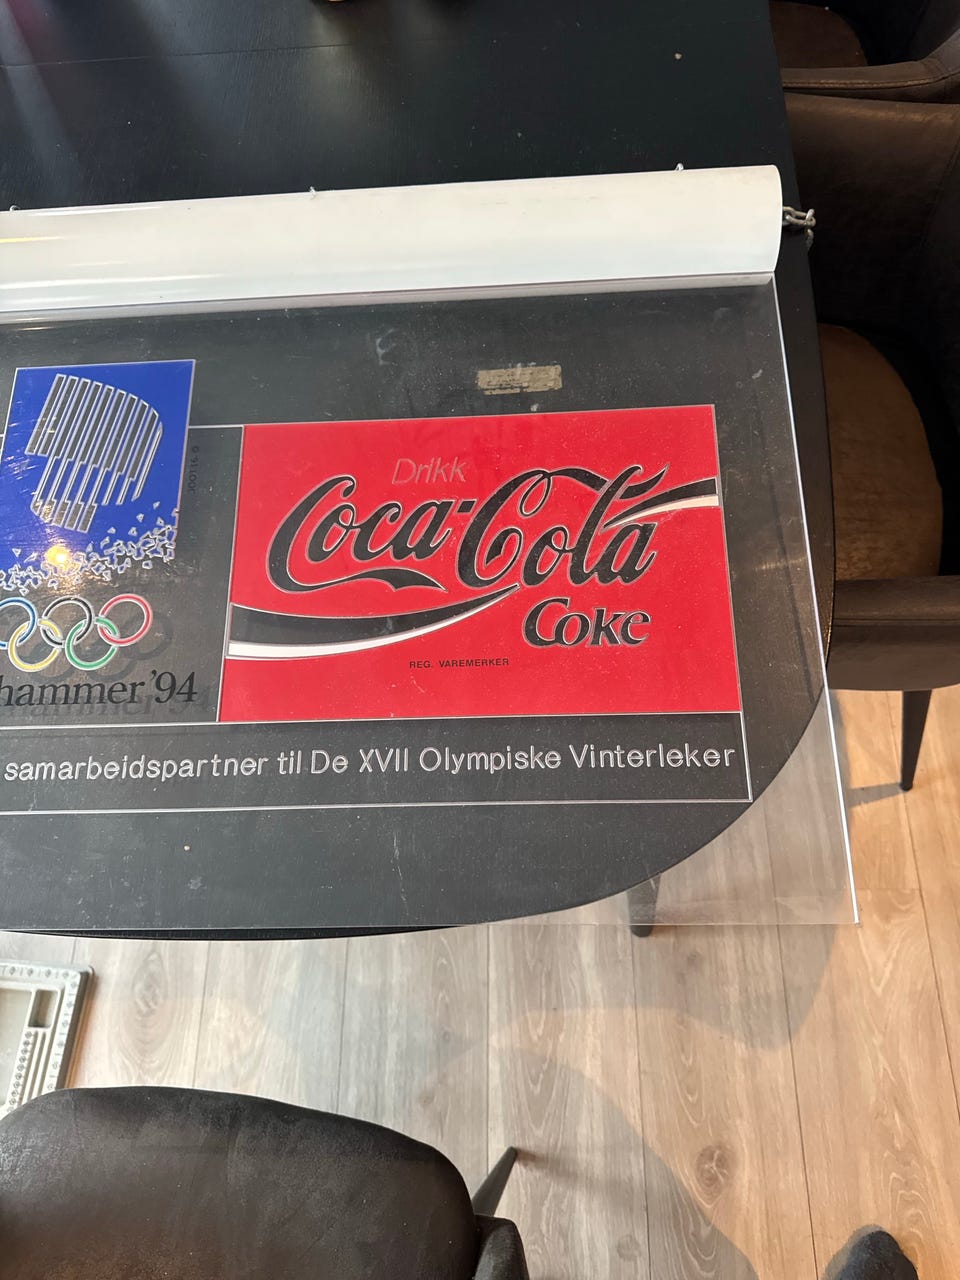 Drikk
Coca-Cola
Coke
REG. VAREMERKER
hammer '94
samarbeidspartner til De XVII Olympiske Vinterleker